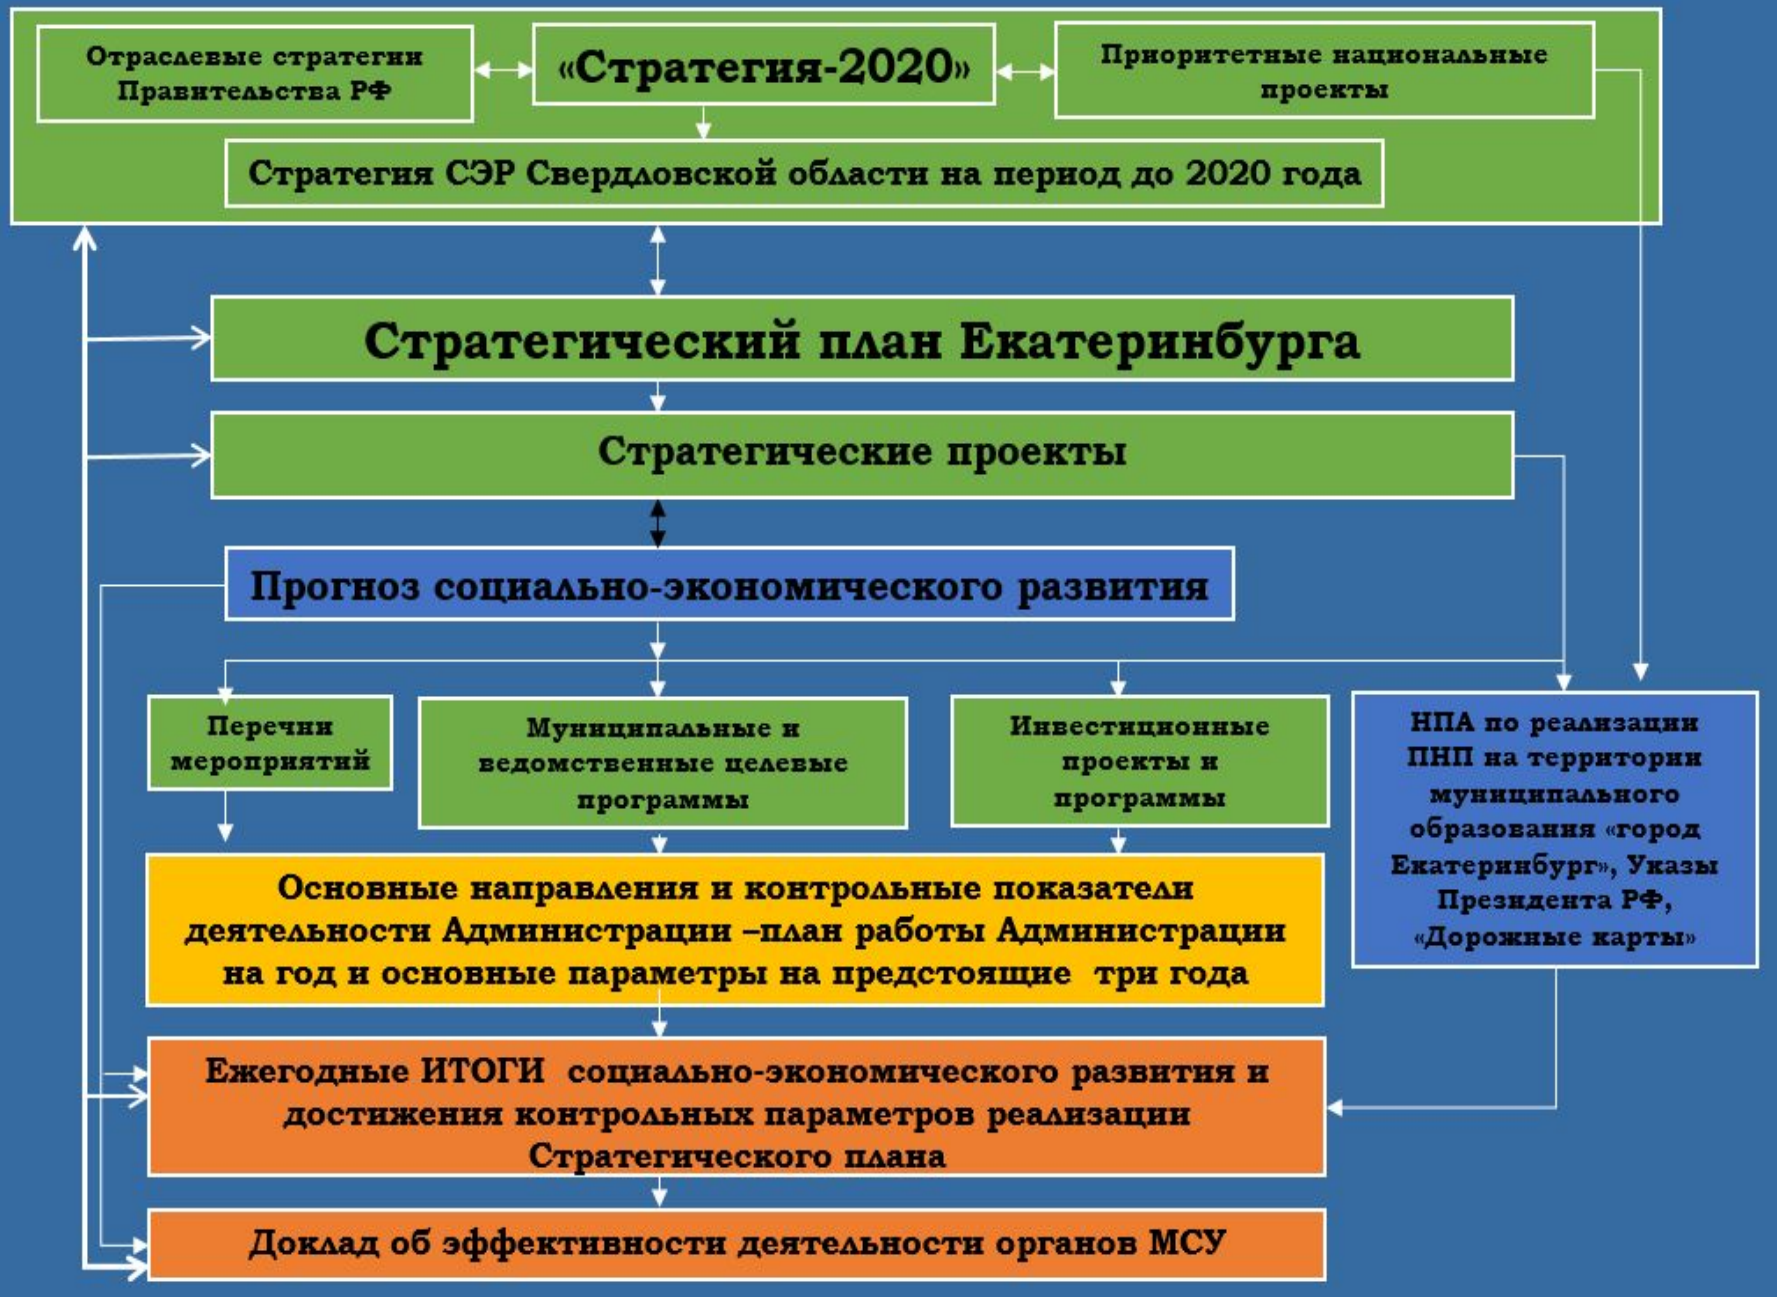 Отраслевые стратегии
Правительства РФ
«Стратегия-2020»
Приоритетные национальные
проекты
Стратегия СЭР Свердловской области на период до 2020 года
Стратегический план Екатеринбурга
Стратегические проекты
Прогноз социально-экономического развития
Перечни
мероприятий
Муниципальные и
ведомственные целевые
программы
Инвестиционные
проекты и
программы
НПА по реализации
ПНП на территории
муниципального
образования «город
Екатеринбург», Указы
Президента РФ,
«Дорожные карты»
Основные направления и контрольные показатели
деятельности Администрации –план работы Администрации
на год и основные параметры на предстоящие три года
Ежегодные ИТОГИ социально-экономического развития и
достижения контрольных параметров реализации
Стратегического плана
Доклад об эффективности деятельности органов МСУ